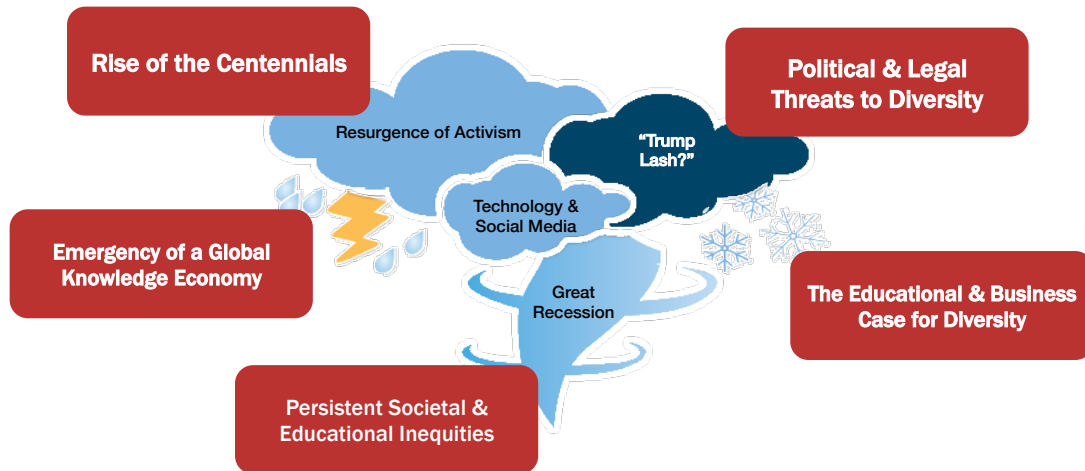 Rise of the Centennials
Political & Legal
Threats to Diversity
Resurgence of Activism
“Trump
Lash?”
Technology &
Social Media
Emergency of a Global
Knowledge Economy
Great
Recession
The Educational & Business
Case for Diversity
Persistent Societal &
Educational Inequities